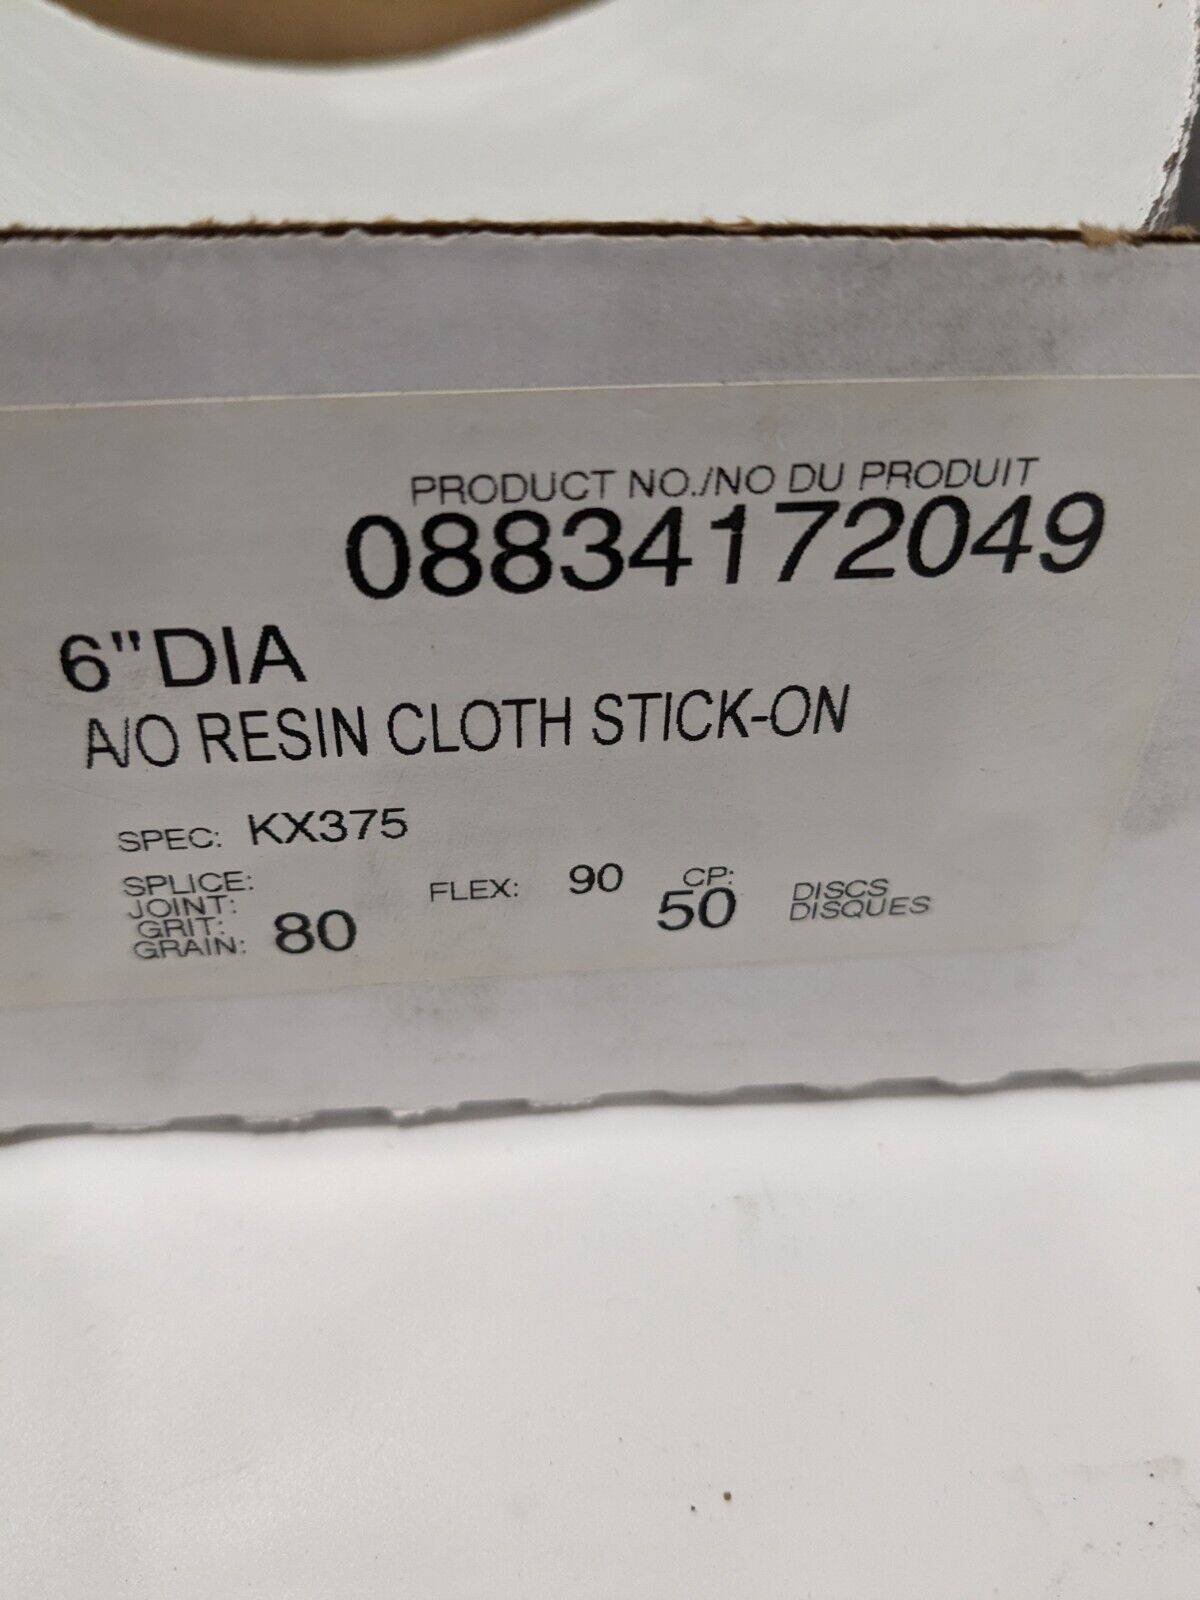 PRODUCT NO./NO DU PRODUIT
08834172049
6"DIA
A/O RESIN CLOTH STICK-ON
SPEC: KX375
SPLICE:
JOINT:
GRIT:
GRAIN: 80
FLEX: 90
CP:
50
DISCS
DISQUES